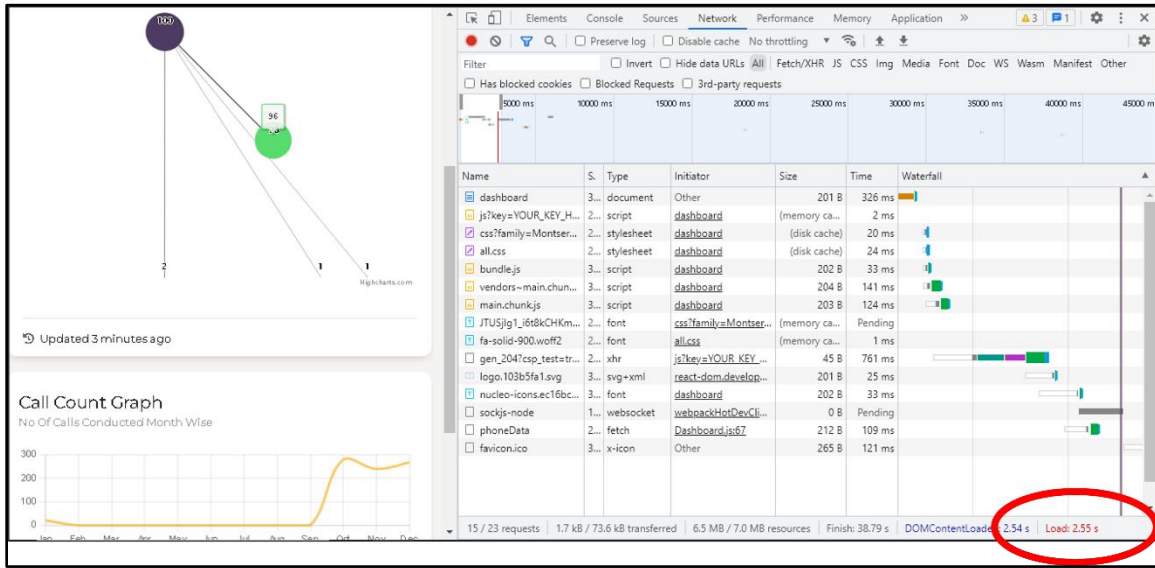 100
96
2
1
1
Highcharts.com
Updated 3 minutes ago
Call Count Graph
No Of Calls Conducted Month Wise
300
200
100
0
Jan Feb Mar Apr May Jun Jul Aug Sep Oct Nov Dec
Elements Console Sources Network Performance Memory Application » 3 1
Preserve log Disable cache No throttling
Filter Invert Hide data URLs All Fetch/XHR JS CSS Img Media Font Doc WS Wasm Manifest Other
Has blocked cookies Blocked Requests 3rd-party requests
5000 ms 10000 ms 15000 ms 20000 ms 25000 ms 30000 ms 35000 ms 40000 ms 45000 m
Name S. Type Initiator Size Time Waterfall
dashboard 3... document Other 201 B 326 ms
js?key=YOUR_KEY_H... 2... script dashboard (memory ca... 2 ms
css?family=Montser... 2... stylesheet dashboard (disk cache) 20 ms
all.css 2... stylesheet dashboard (disk cache) 24 ms
bundle.js 3... script dashboard 202 B 33 ms
vendors~main.chun... 3... script dashboard 204 B 141 ms
main.chunk.js 3... script dashboard 203 B 124 ms
JTUSjIg1_i6t8kCHKm... 2... font css?family=Montser... (memory ca... Pending
fa-solid-900.woff2 2... font all.css (memory ca... 1 ms
gen_204?csp_test=tr... 2... xhr js?key=YOUR_KEY_... 45 B 761 ms
logo.103b5fa1.svg 3... svg+xml react-dom.develop... 201 B 25 ms
nucleo-icons.ec16bc... 3... font dashboard 202 B 33 ms
sockjs-node 1... websocket webpackHotDevCli... 0 B Pending
phoneData 2... fetch Dashboard.js:67 212 B 109 ms
favicon.ico 3... x-icon Other 265 B 121 ms
15 / 23 requests 1.7 kB / 73.6 kB transferred 6.5 MB / 7.0 MB resources Finish: 38.79 s DOMContentLoaded: 2.54 s Load: 2.55 s